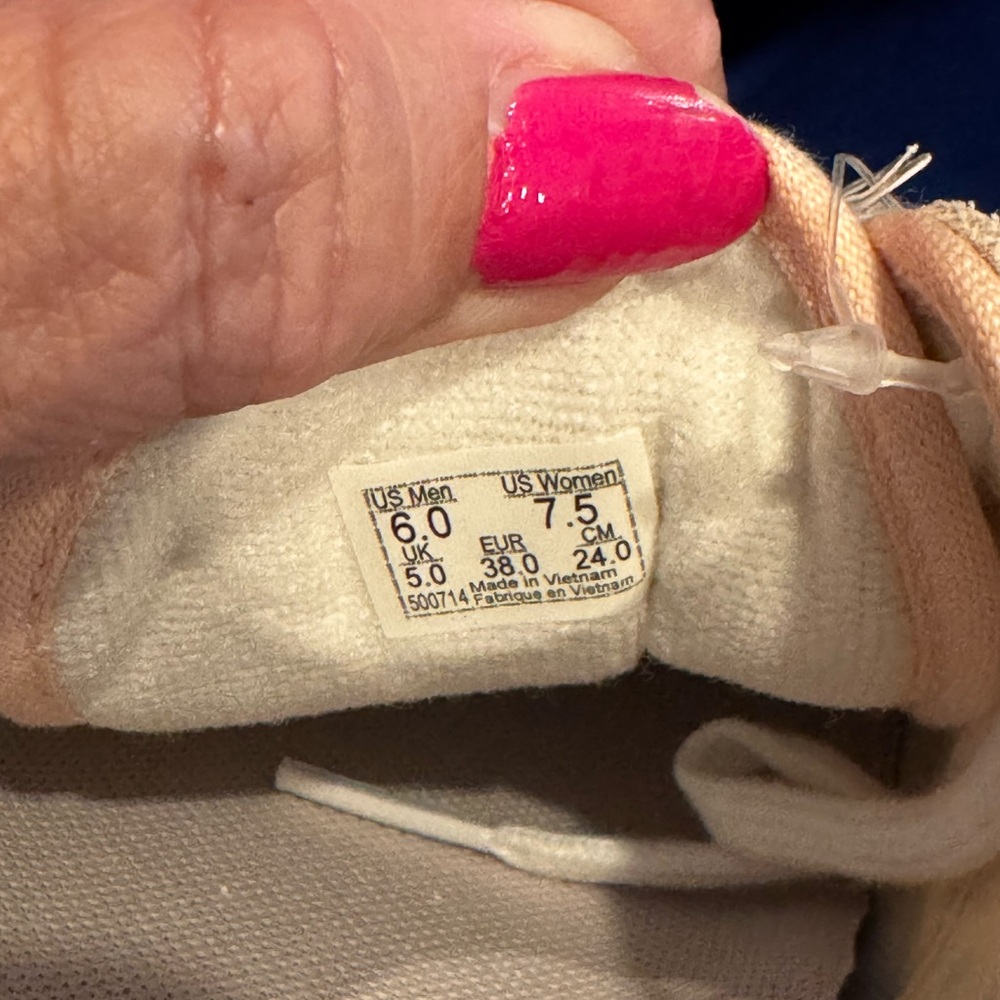 US Men US Women
6.0 7.5
UK EUR CM
5.0 38.0 24.0
Made in Vietnam
500714 Fabrique en Vietnam